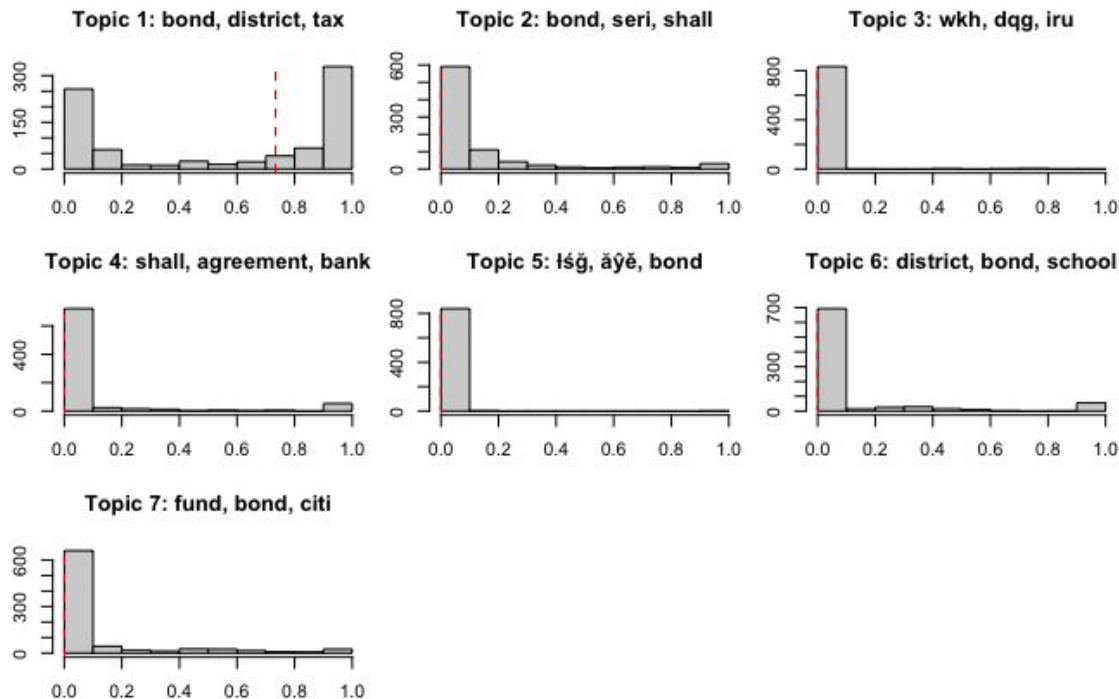 Topic 1: bond, district, tax
0 150 300
0.0 0.2 0.4 0.6 0.8 1.0
Topic 2: bond, seri, shall
0 300 600
0.0 0.2 0.4 0.6 0.8 1.0
Topic 3: wkh, dqg, iru
0 400 800
0.0 0.2 0.4 0.6 0.8 1.0
Topic 4: shall, agreement, bank
0 400
0.0 0.2 0.4 0.6 0.8 1.0
Topic 5: łśğ, ăŷě, bond
0 400 800
0.0 0.2 0.4 0.6 0.8 1.0
Topic 6: district, bond, school
0 300 700
0.0 0.2 0.4 0.6 0.8 1.0
Topic 7: fund, bond, citi
0 300 600
0.0 0.2 0.4 0.6 0.8 1.0